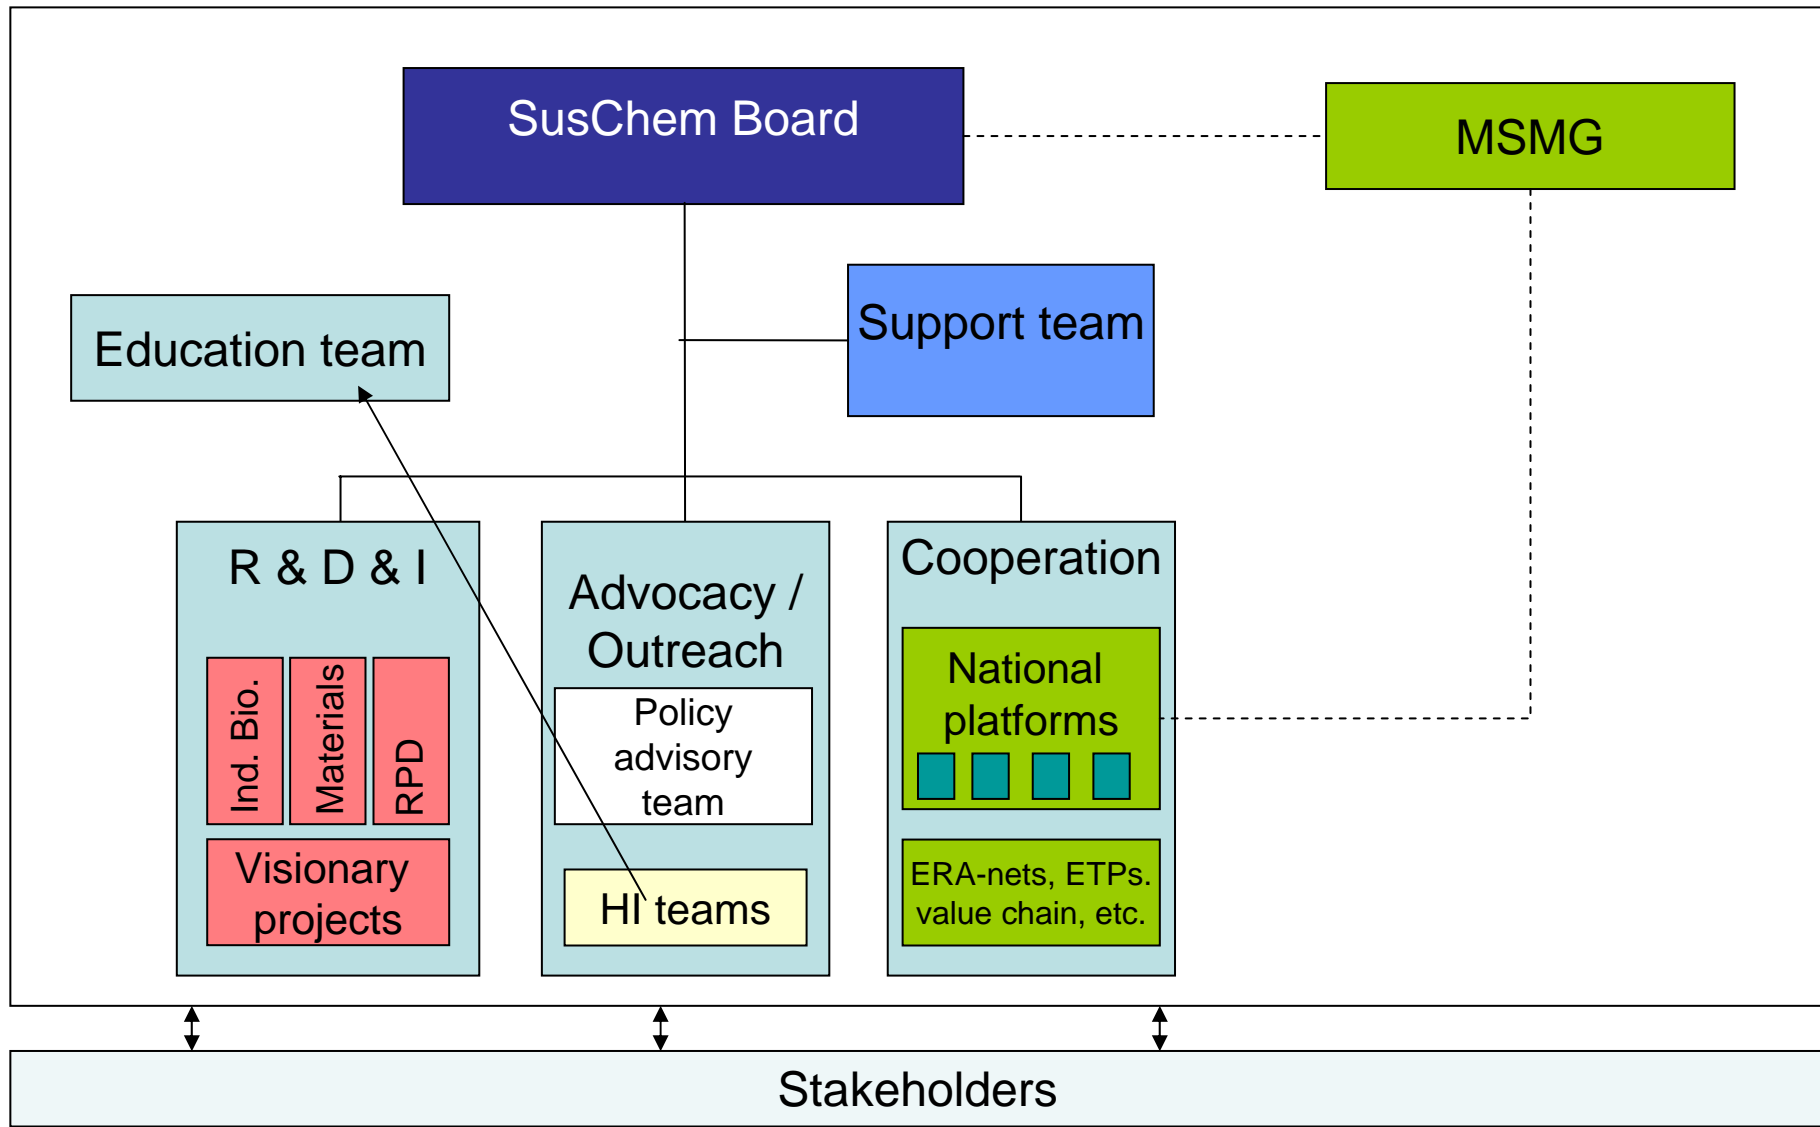 SusChem Board
MSMG
Support team
Education team
R & D & I
Ind. Bio.
Materials
RPD
Visionary
projects
Advocacy /
Outreach
Policy
advisory
team
HI teams
Cooperation
National
platforms
ERA-nets, ETPs.
value chain, etc.
Stakeholders